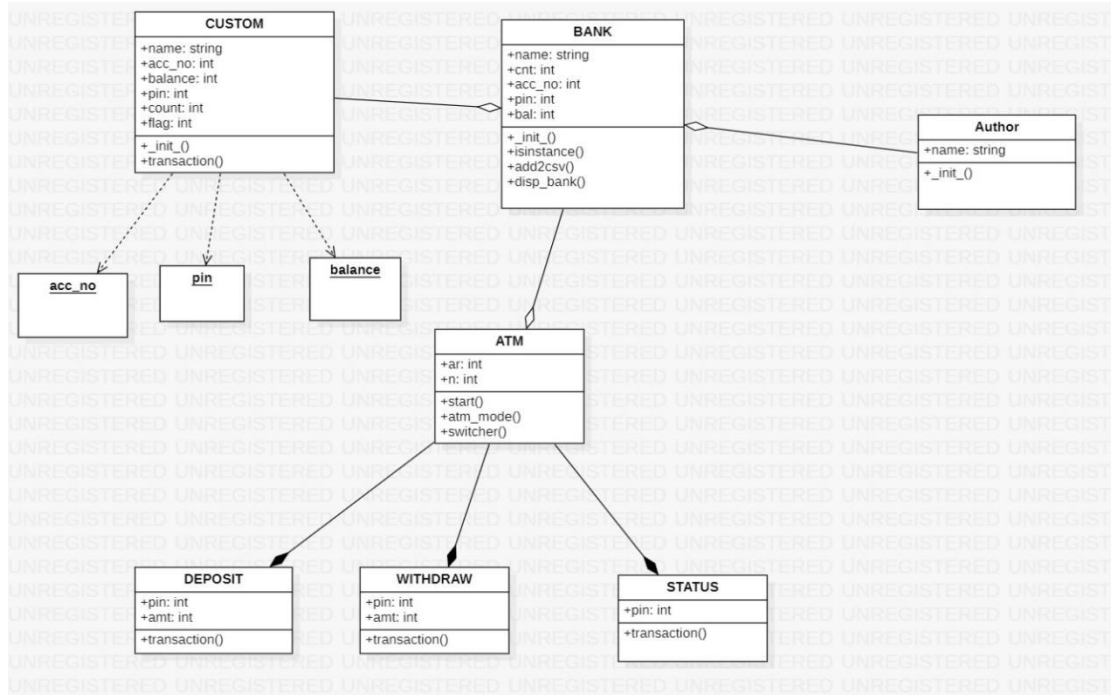 CUSTOM
+name: string
+acc_no: int
+balance: int
+pin: int
+count: int
+flag: int
+_init_()
+transaction()
BANK
+name: string
+cnt: int
+acc_no: int
+pin: int
+bal: int
+_init_()
+isinstance()
+add2csv()
+disp_bank()
Author
+name: string
+_init_()
acc_no
pin
balance
ATM
+ar: int
+n: int
+start()
+atm_mode()
+switcher()
DEPOSIT
+pin: int
+amt: int
+transaction()
WITHDRAW
+pin: int
+amt: int
+transaction()
STATUS
+pin: int
+transaction()
UNREGISTERED